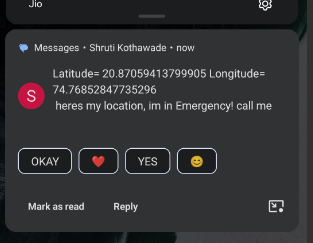 Jio
Messages • Shruti Kothawade • now
Latitude= 20.87059413799905 Longitude=
74.76852847735296
heres my location, im in Emergency! call me
S
OKAY
❤️
YES
😊
Mark as read
Reply